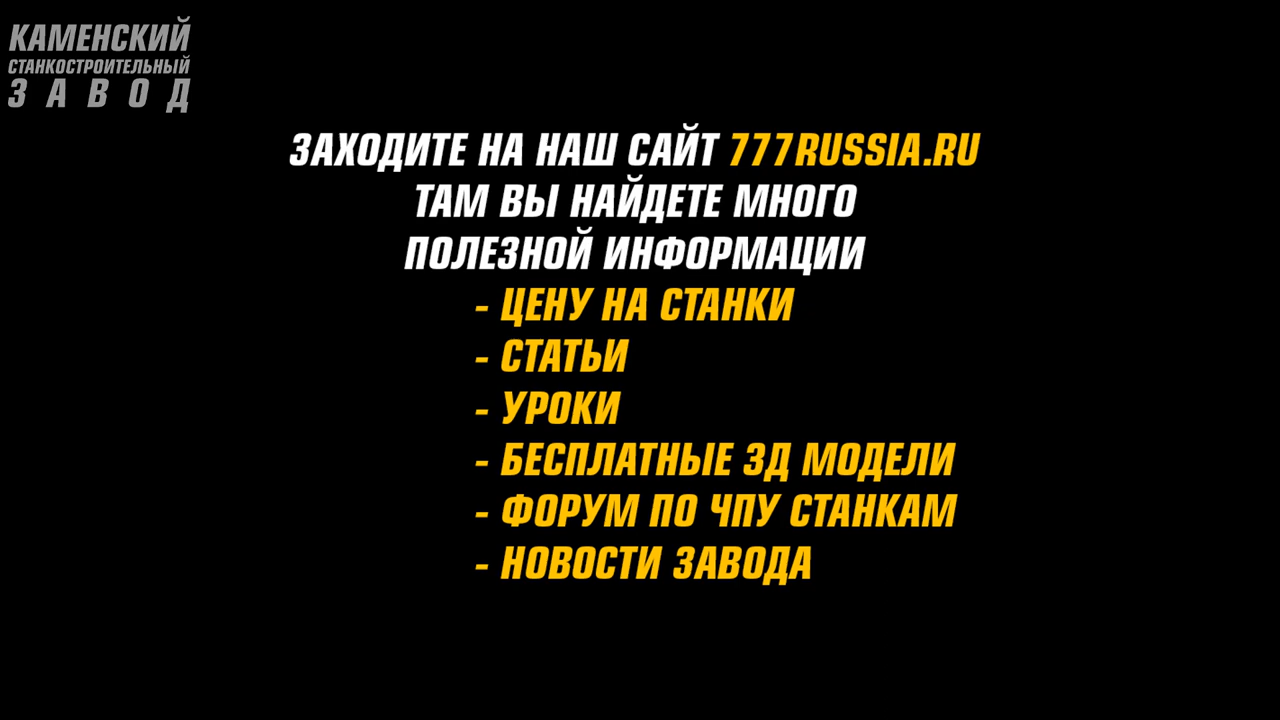 КАМЕНСКИЙ
СТАНКОСТРОИТЕЛЬНЫЙ
ЗАВОД
ЗАХОДИТЕ НА НАШ САЙТ 777RUSSIA.RU
ТАМ ВЫ НАЙДЕТЕ МНОГО
ПОЛЕЗНОЙ ИНФОРМАЦИИ
- ЦЕНУ НА СТАНКИ
- СТАТЬИ
- УРОКИ
- БЕСПЛАТНЫЕ 3Д МОДЕЛИ
- ФОРУМ ПО ЧПУ СТАНКАМ
- НОВОСТИ ЗАВОДА